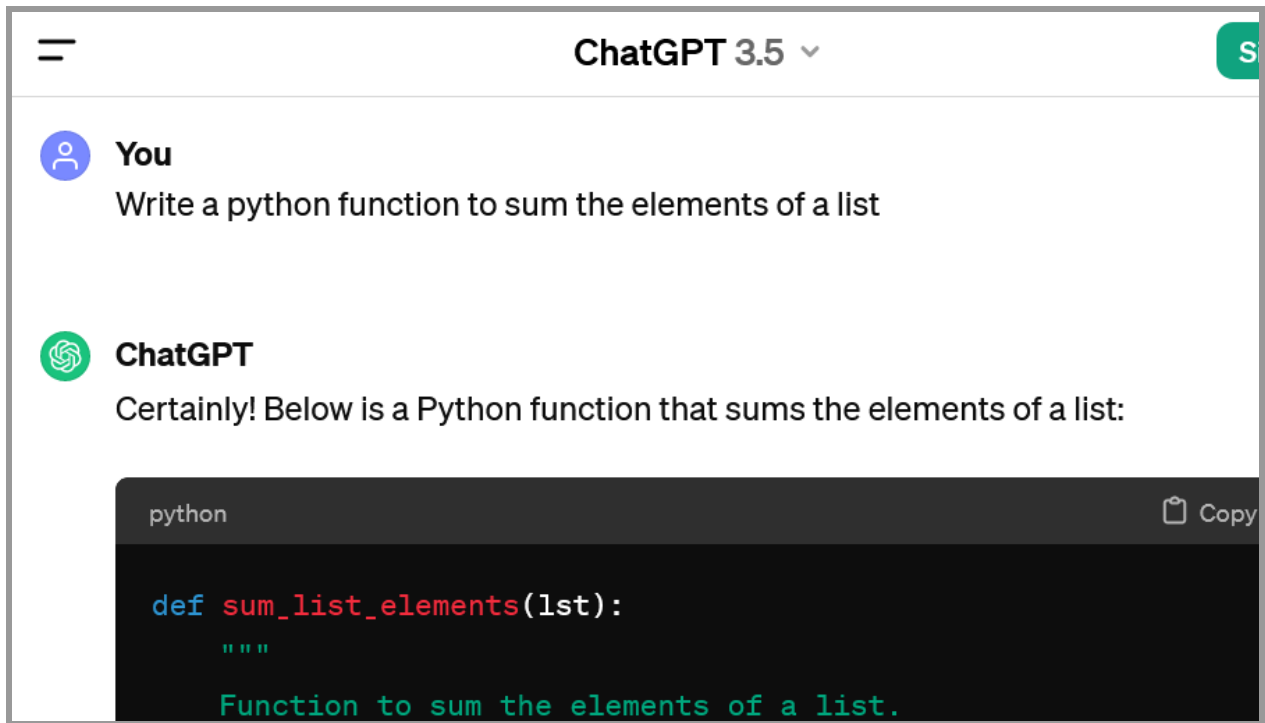 ChatGPT 3.5
You
Write a python function to sum the elements of a list
ChatGPT
Certainly! Below is a Python function that sums the elements of a list:
python Copy
def sum_list_elements(lst):
"""
Function to sum the elements of a list.